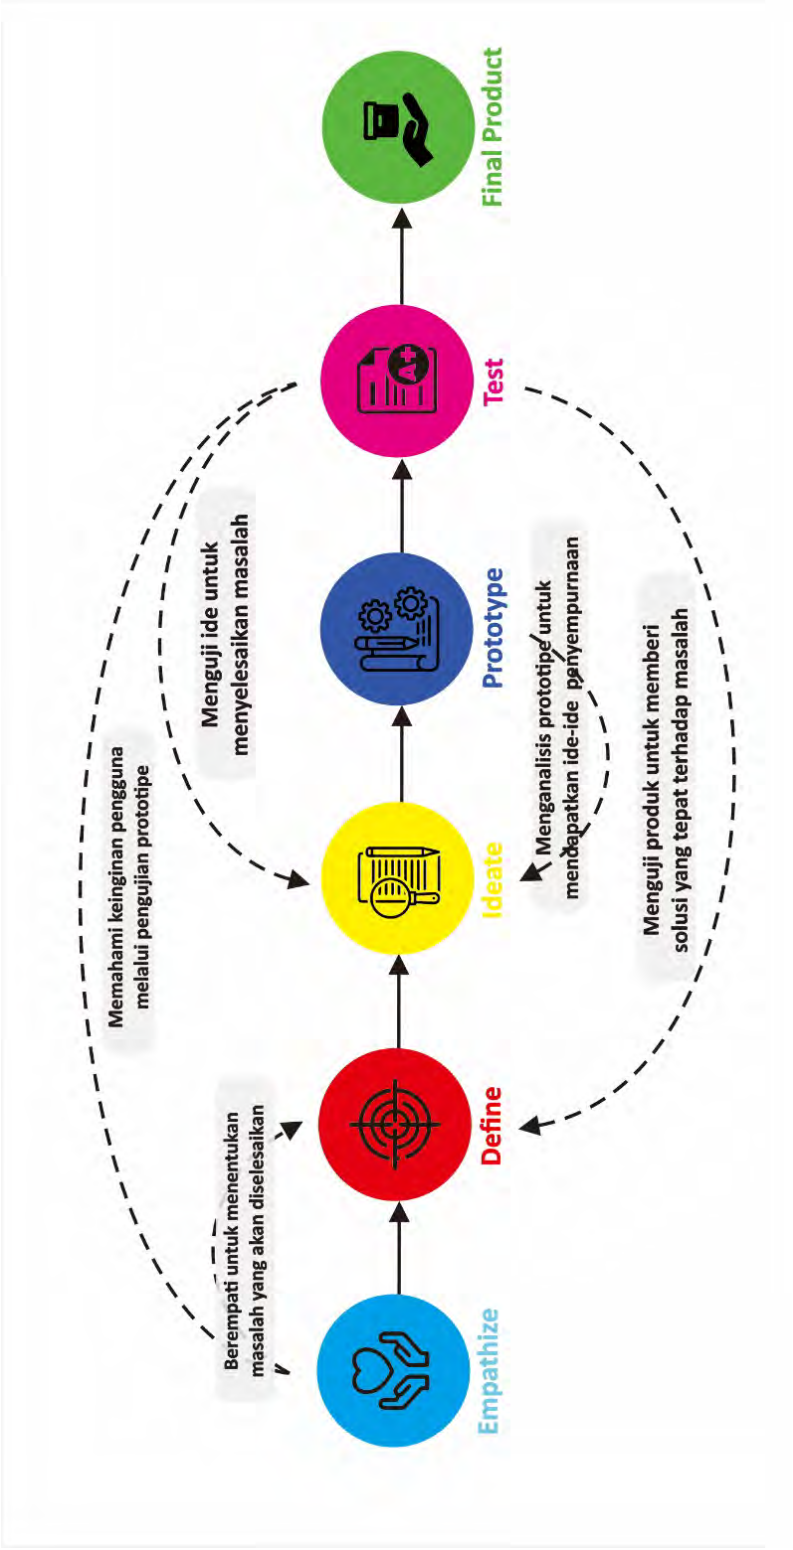 Memahami keinginan pengguna
melalui pengujian prototipe
Menguji ide untuk
menyelesaikan masalah
Berempati untuk menentukan
masalah yang akan diselesaikan
A+
Empathize
Define
Ideate
Prototype
Test
Final Product
Menganalisis prototipe untuk
mendapatkan ide-ide penyempurnaan
Menguji produk untuk memberi
solusi yang tepat terhadap masalah